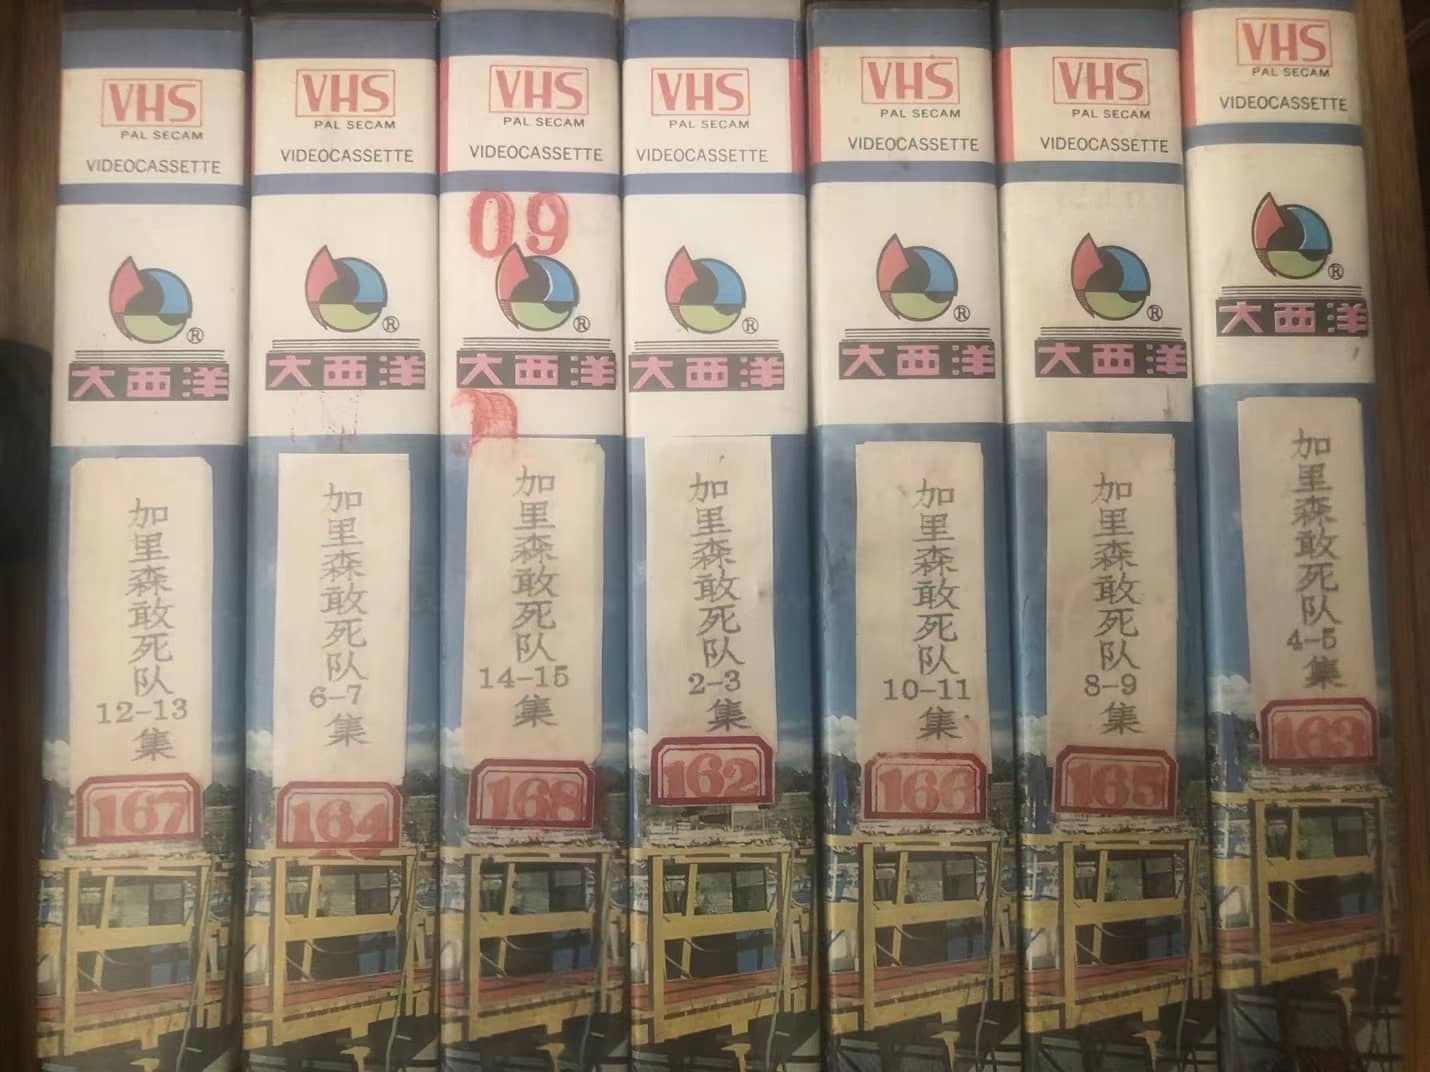 VHS
PAL SECAM
VIDEOCASSETTE
®
大西洋
加里森敢死队
12-13
集
167
VHS
PAL SECAM
VIDEOCASSETTE
®
大西洋
加里森敢死队
6-7
集
164
VHS
PAL SECAM
VIDEOCASSETTE
09
®
大西洋
加里森敢死队
14-15
集
168
VHS
PAL SECAM
VIDEOCASSETTE
®
大西洋
加里森敢死队
2-3
集
162
VHS
PAL SECAM
VIDEOCASSETTE
®
大西洋
加里森敢死队
10-11
集
166
VHS
PAL SECAM
VIDEOCASSETTE
®
大西洋
加里森敢死队
8-9
集
165
VHS
PAL SECAM
VIDEOCASSETTE
®
大西洋
加里森敢死队
4-5
集
163